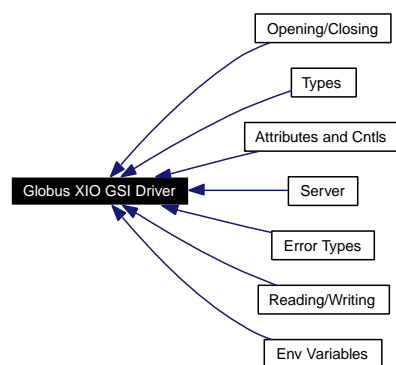 Opening/Closing
Types
Attributes and Cntls
Globus XIO GSI Driver
Server
Error Types
Reading/Writing
Env Variables